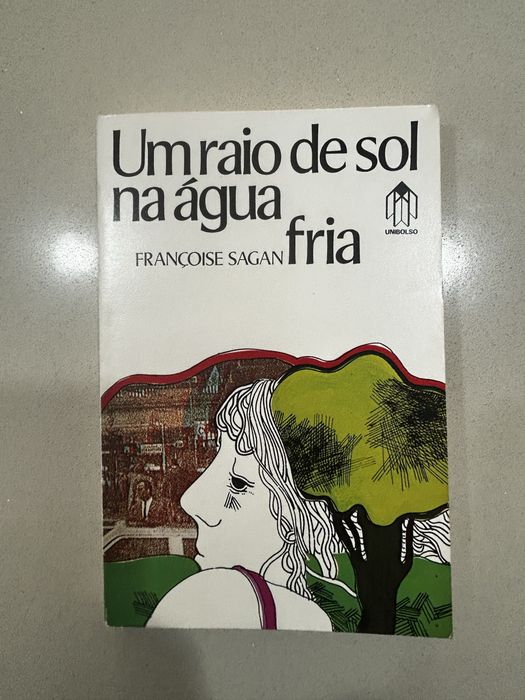 Um raio de sol
na água
fria
FRANÇOISE SAGAN
UNIBOLSO